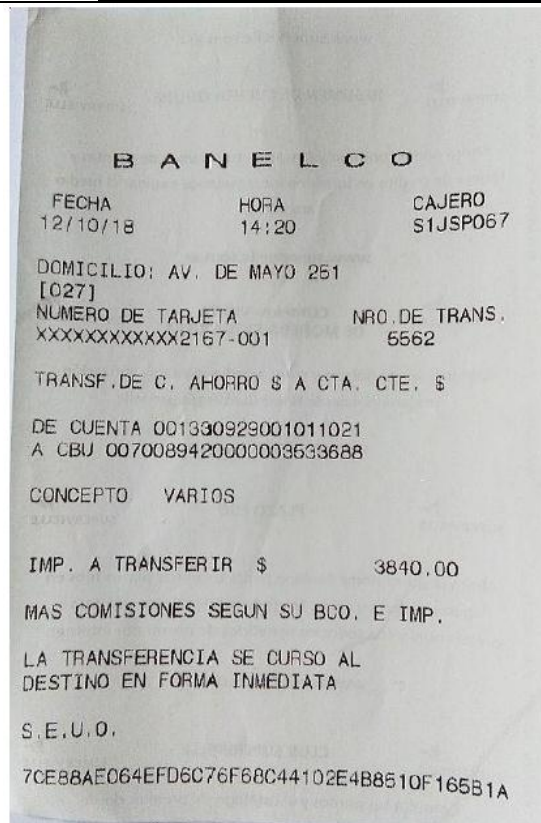 BANELCO
FECHA HORA CAJERO
12/10/18 14:20 S1JSP067
DOMICILIO: AV. DE MAYO 251
[027]
NUMERO DE TARJETA NRO.DE TRANS.
XXXXXXXXXXXX2167-001 5562
TRANSF.DE C. AHORRO $ A CTA. CTE. $
DE CUENTA 001330929001011021
A CBU 0070089420000003533688
CONCEPTO VARIOS
IMP. A TRANSFERIR $ 3840.00
MAS COMISIONES SEGUN SU BCO. E IMP.
LA TRANSFERENCIA SE CURSO AL
DESTINO EN FORMA INMEDIATA
S.E.U.O.
7CE88AE064EFD6C76F68C44102E4B8510F165B1A